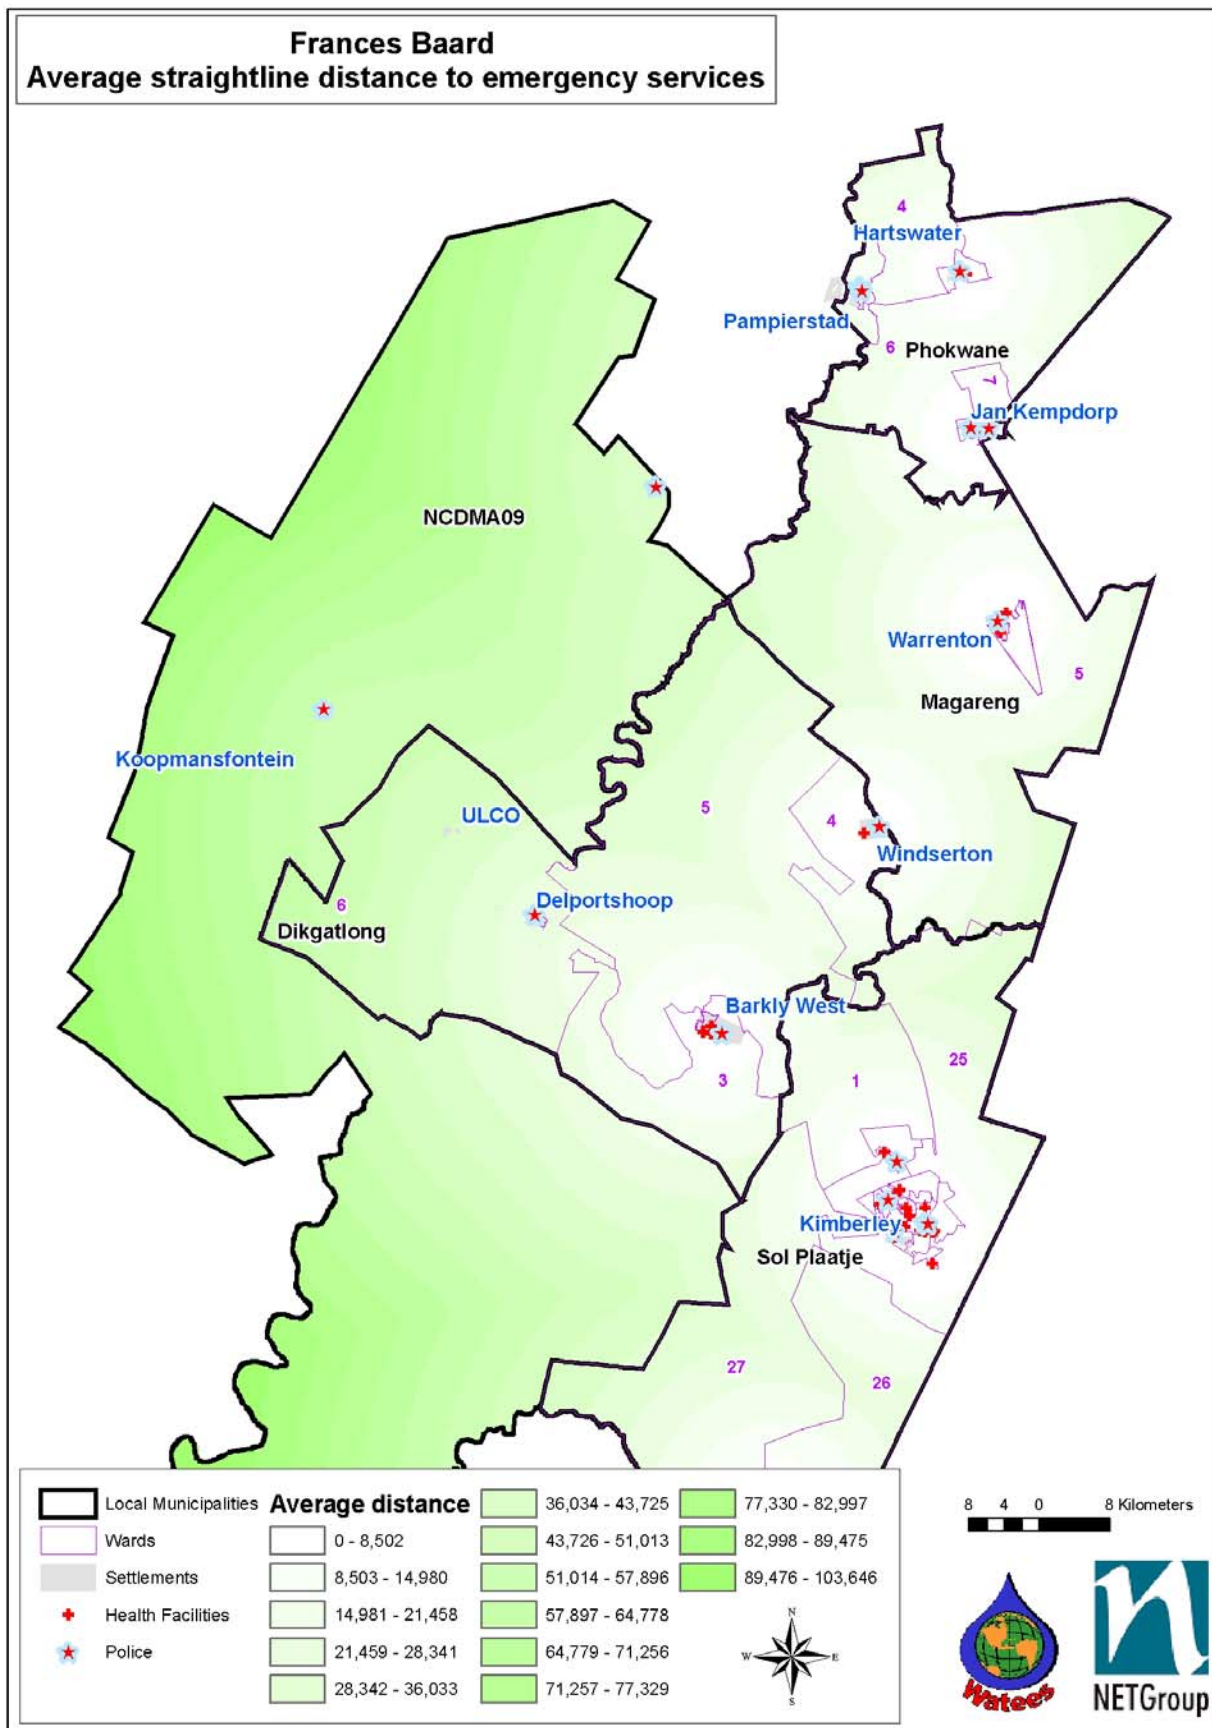 Frances Baard
Average straightline distance to emergency services
4
Hartswater
Pampierstad
6
Phokwane
7
Jan Kempdorp
NCDMA09
Warrenton
5
Magareng
Koopmansfontein
5
ULCO
4
Windserton
6
Delportshoop
Dikgatlong
Barkly West
25
3
1
Kimberley
Sol Plaatje
27
26
Local Municipalities
Wards
Settlements
Health Facilities
Police
Average distance
0 - 8,502
8,503 - 14,980
14,981 - 21,458
21,459 - 28,341
28,342 - 36,033
36,034 - 43,725
43,726 - 51,013
51,014 - 57,896
57,897 - 64,778
64,779 - 71,256
71,257 - 77,329
77,330 - 82,997
82,998 - 89,475
89,476 - 103,646
N
W E
S
8 4 0 8 Kilometers
Watees
n
NETGroup